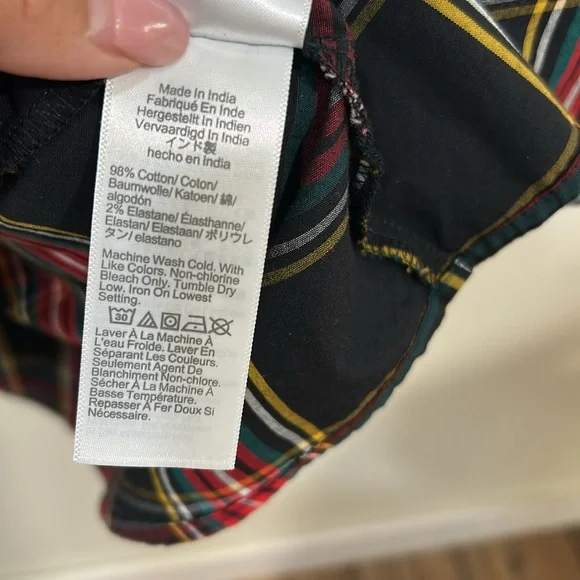 Made In India
Fabriqué En Inde
Hergestellt In Indien
Vervaardigd In India
インド製
hecho en India
98% Cotton/ Coton/
Baumwolle/ Katoen/ 綿/
algodón
2% Elastane/ Élasthanne/
Elastan/ Elastaan/ ポリウレ
タン/ elastano
Machine Wash Cold. With
Like Colors. Non-chlorine
Bleach Only. Tumble Dry
Low. Iron On Lowest
Setting.
30
Laver À La Machine À
L'eau Froide. Laver En
Séparant Les Couleurs.
Seulement Agent De
Blanchiment Non-chlore.
Sécher À La Machine À
Basse Température.
Repasser À Fer Doux Si
Nécessaire.